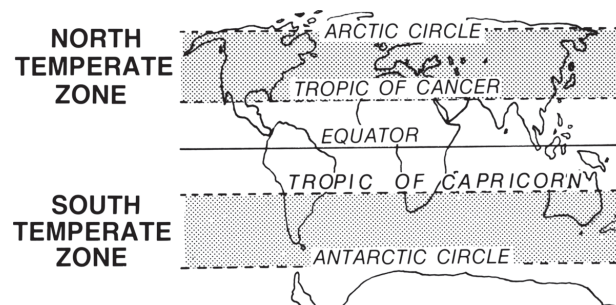 NORTH
TEMPERATE
ZONE
ARCTIC CIRCLE
TROPIC OF CANCER
EQUATOR
TROPIC OF CAPRICORN
SOUTH
TEMPERATE
ZONE
ANTARCTIC CIRCLE